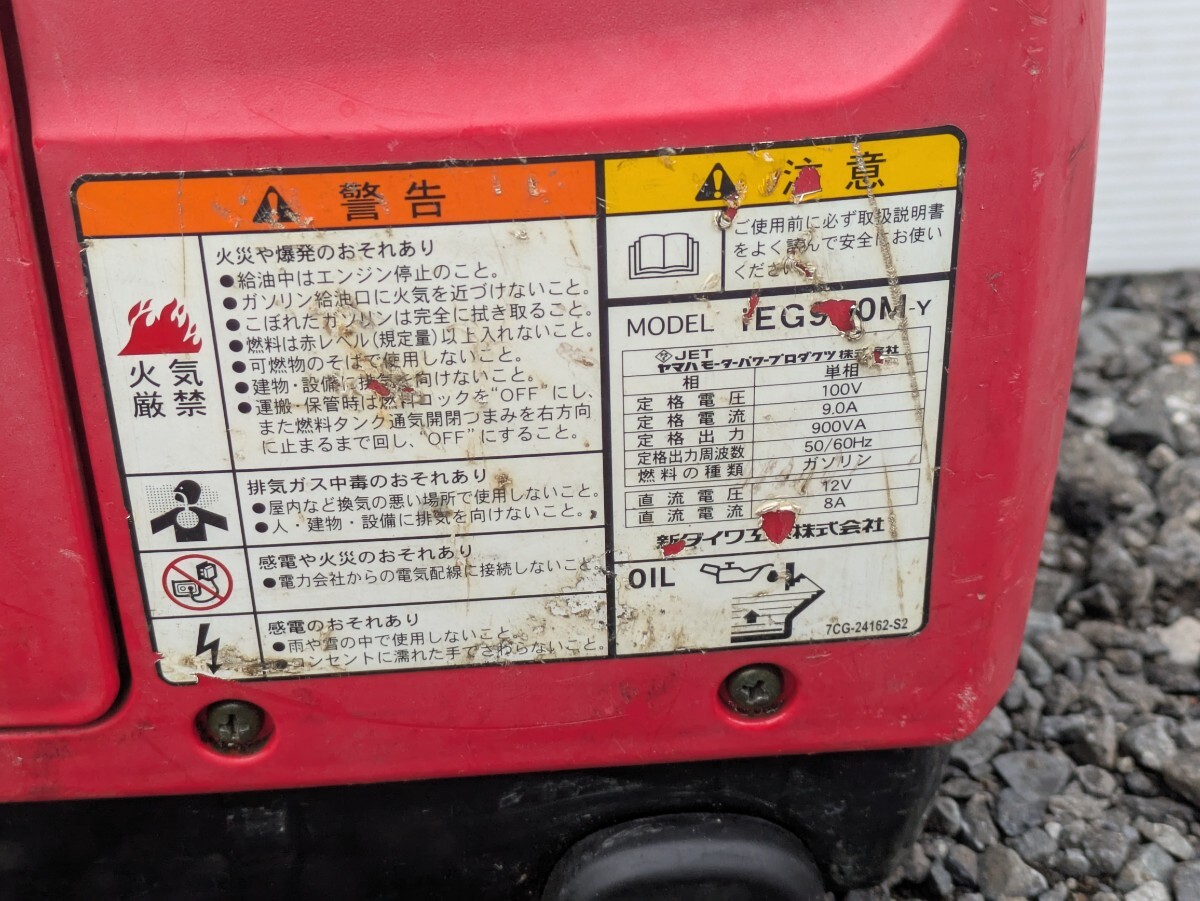 警告
火気
厳禁
火災や爆発のおそれあり
●給油中はエンジン停止のこと。
●ガソリン給油口に火気を近づけないこと。
●こぼれたガソリンは完全に拭き取ること。
●燃料は赤レベル(規定量)以上入れないこと。
●可燃物のそばで使用しないこと。
●建物・設備に排気を向けないこと。
●運搬・保管時は燃料コックを"OFF"にし、
また燃料タンク通気開閉つまみを右方向
に止まるまで回し、"OFF"にすること。
排気ガス中毒のおそれあり
●屋内など換気の悪い場所で使用しないこと。
●人・建物・設備に排気を向けないこと。
感電や火災のおそれあり
●電力会社からの電気配線に接続しないこと。
感電のおそれあり
●雨や雪の中で使用しないこと。
●コンセントに濡れた手でさわらないこと。
注意
ご使用前に必ず取扱説明書
をよく読んで安全にお使い
ください。
MODEL
JET
ヤマハモーターパワープロダクツ株式会社
相 単相
定格電圧 100V
定格電流 9.0A
定格出力 900VA
定格出力周波数 50/60Hz
燃料の種類 ガソリン
直流電圧 12V
直流電流 8A
新ダイワ工業株式会社
OIL
7CG-24162-S2